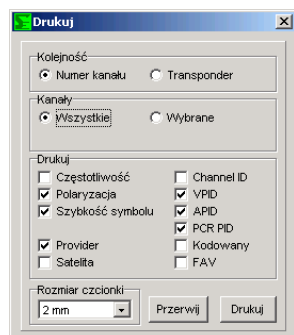 Drukuj
Kolejność
Numer kanału Transponder
Kanały
Wszystkie Wybrane
Drukuj
Częstotliwość Channel ID
Polaryzacja VPID
Szybkość symbolu APID
PCR PID
Provider Kodowany
Satelita FAV
Rozmiar czcionki
2 mm Przerwij Drukuj